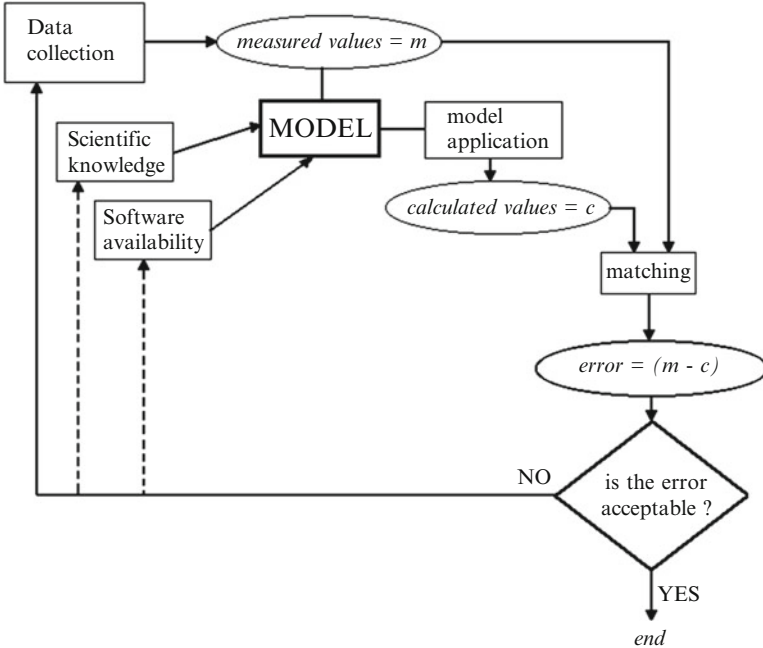 Data
collection
measured values = m
MODEL
model
application
Scientific
knowledge
Software
availability
calculated values = c
matching
error = (m - c)
NO
is the error
acceptable ?
YES
end